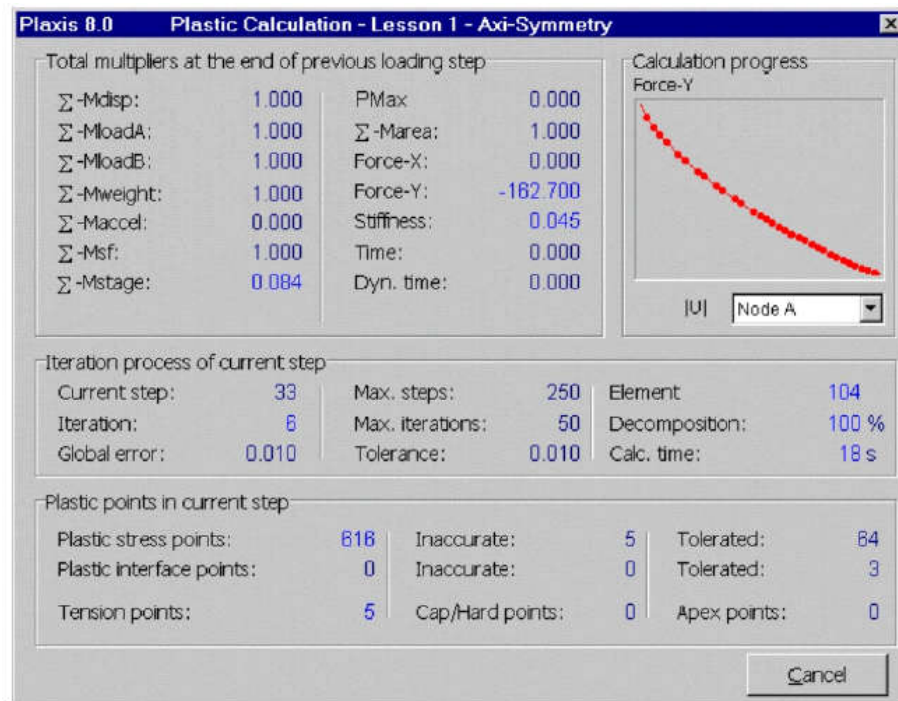 Plaxis 8.0 Plastic Calculation - Lesson 1 - Axi-Symmetry
Total multipliers at the end of previous loading step
Σ-Mdisp: 1.000 PMax 0.000
Σ-MloadA: 1.000 Σ-Marea: 1.000
Σ-MloadB: 1.000 Force-X: 0.000
Σ-Mweight: 1.000 Force-Y: -162.700
Σ-Maccel: 0.000 Stiffness: 0.045
Σ-Msf: 1.000 Time: 0.000
Σ-Mstage: 0.084 Dyn. time: 0.000
Calculation progress
Force-Y
|U| Node A
Iteration process of current step
Current step: 33 Max. steps: 250 Element 104
Iteration: 6 Max. iterations: 50 Decomposition: 100 %
Global error: 0.010 Tolerance: 0.010 Calc. time: 18 s
Plastic points in current step
Plastic stress points: 616 Inaccurate: 5 Tolerated: 64
Plastic interface points: 0 Inaccurate: 0 Tolerated: 3
Tension points: 5 Cap/Hard points: 0 Apex points: 0
Cancel